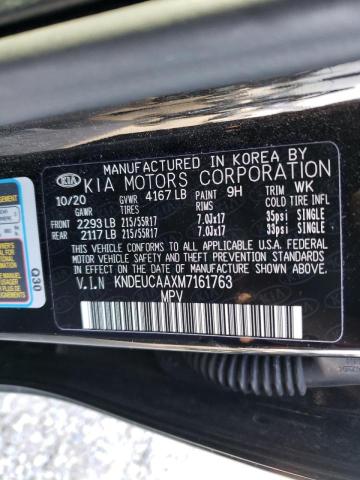 MANUFACTURED IN KOREA BY
KIA KIA MOTORS CORPORATION
10/20 GVWR 4167 LB PAINT 9H TRIM WK
GAWR TIRES RIMS COLD TIRE INFL
FRONT 2293 LB 215/55R17 7.0Jx17 35psi SINGLE
REAR 2117 LB 215/55R17 7.0Jx17 33psi SINGLE
THIS VEHICLE CONFORMS TO ALL APPLICABLE U.S.A. FEDERAL
MOTOR VEHICLE SAFETY, BUMPER, AND THEFT PREVENTION
STANDARDS IN EFFECT ON THE DATE OF MANUFACTURE SHOWN ABOVE.
V.I.N KNDEUCAAXM7161763
MPV
Q30